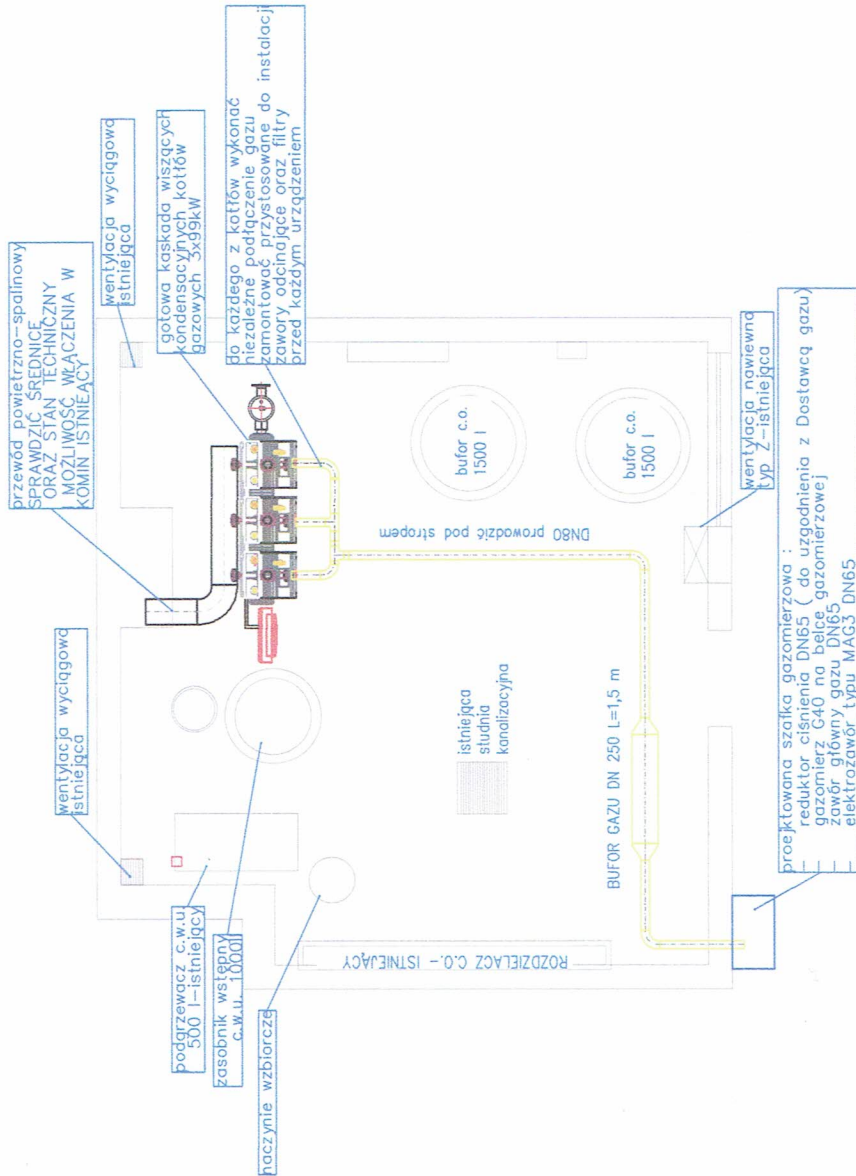 przewód powietrzno-spalinowy
SPRAWDZIĆ ŚREDNICE
ORAZ STAN TECHNICZNY
I MOŻLIWOŚĆ WŁĄCZENIA W
KOMIN ISTNIEĄCY
wentylacja wyciągowa
istniejąca
gotowa kaskada wiszących
kondensacyjnych kotłów
gazowych 3x99kW
do każdego z kotłów wykonać
niezależne podłączenie gazu
zamontować przystosowane do instalacji
zawory odcinające oraz filtry
przed każdym urządzeniem
wentylacja wyciągowa
istniejąca
podgrzewacz c.w.u.
500 l-istniejący
zasobnik wstępny
c.w.u. 1000l
naczynie wzbiorcze
bufor c.o.
1500 l
bufor c.o.
1500 l
DN80 prowadzić pod stropem
istniejąca
studnia
kanalizacyjna
BUFOR GAZU DN 250 L=1,5 m
ROZDZIELACZ C.O.- ISTNIEJĄCY
wentylacja nawiewna
typ Z-istniejąca
proejktowana szafka gazomierzowa :
- reduktor ciśnienia DN65 ( do uzgodnienia z Dostawcą gazu)
- gazomierz G40 na belce gazomierzowej
- zawór główny gazu DN65
- elektrazawór typu MAG3 DN65